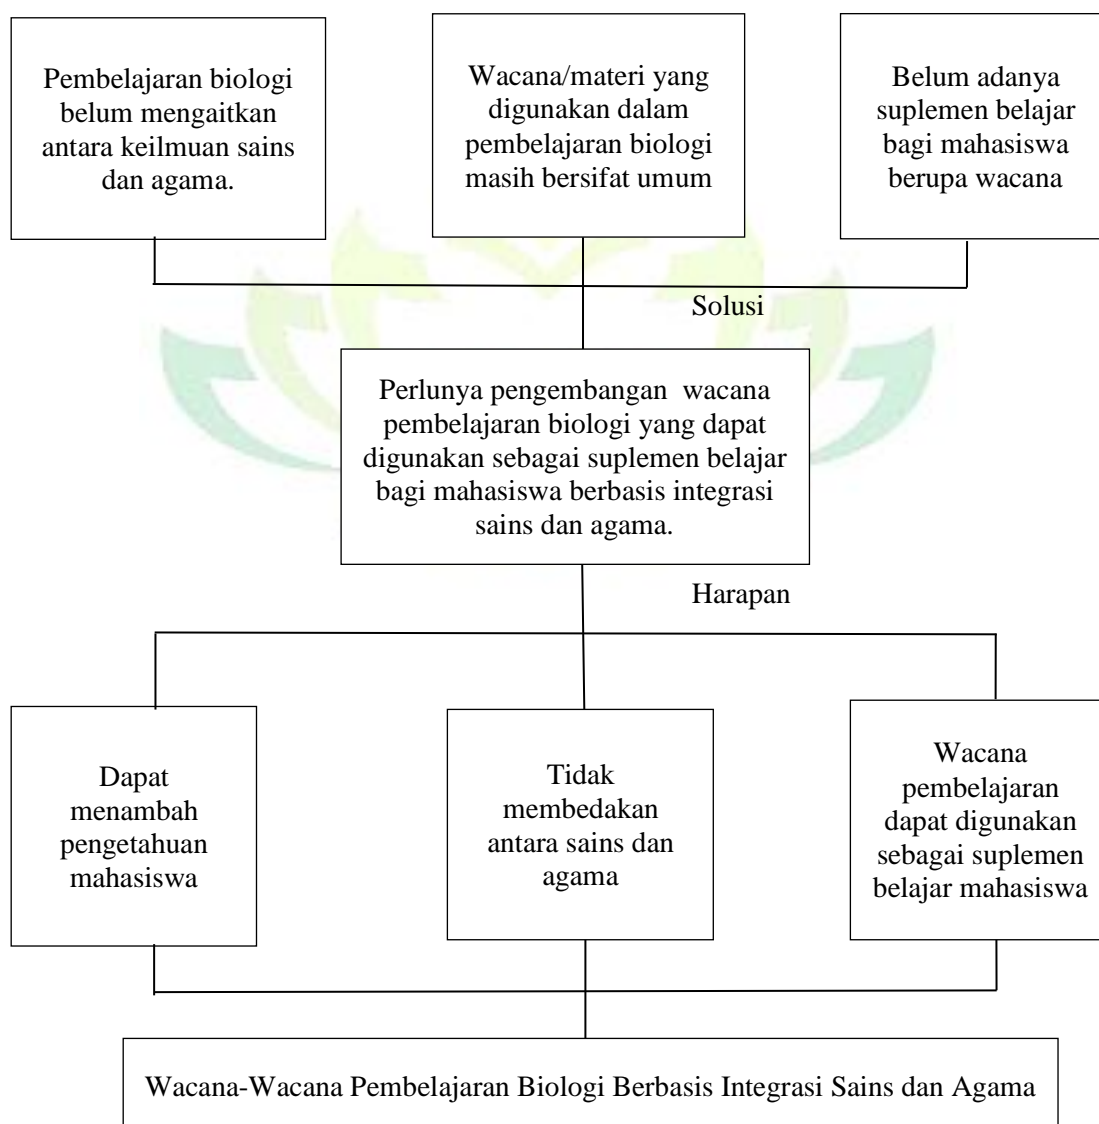 Pembelajaran biologi
belum mengaitkan
antara keilmuan sains
dan agama.
Wacana/materi yang
digunakan dalam
pembelajaran biologi
masih bersifat umum
Belum adanya
suplemen belajar
bagi mahasiswa
berupa wacana
Solusi
Perlunya pengembangan  wacana
pembelajaran biologi yang dapat
digunakan sebagai suplemen belajar
bagi mahasiswa berbasis integrasi
sains dan agama.
Harapan
Dapat
menambah
pengetahuan
mahasiswa
Tidak
membedakan
antara sains dan
agama
Wacana
pembelajaran
dapat digunakan
sebagai suplemen
belajar mahasiswa
Wacana-Wacana Pembelajaran Biologi Berbasis Integrasi Sains dan Agama